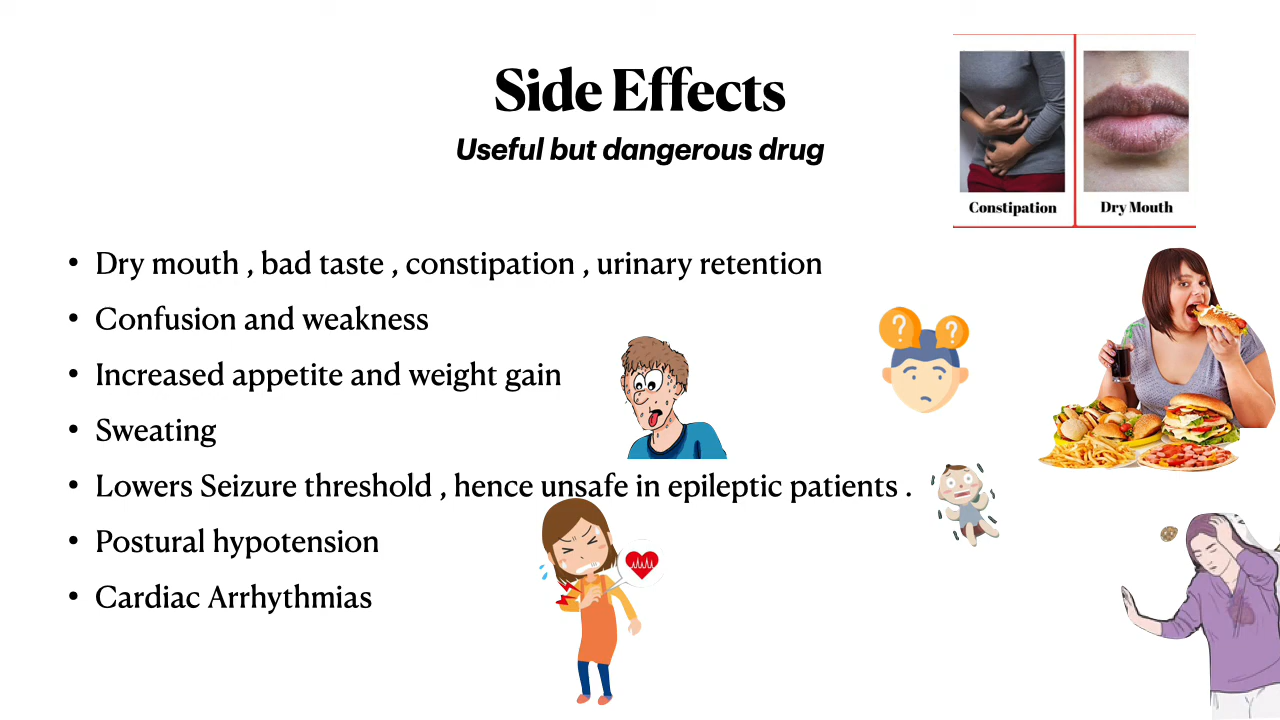 Side Effects
Useful but dangerous drug
Constipation
Dry Mouth
• Dry mouth , bad taste , constipation , urinary retention
• Confusion and weakness
• Increased appetite and weight gain
• Sweating
• Lowers Seizure threshold , hence unsafe in epileptic patients .
• Postural hypotension
• Cardiac Arrhythmias
? ?